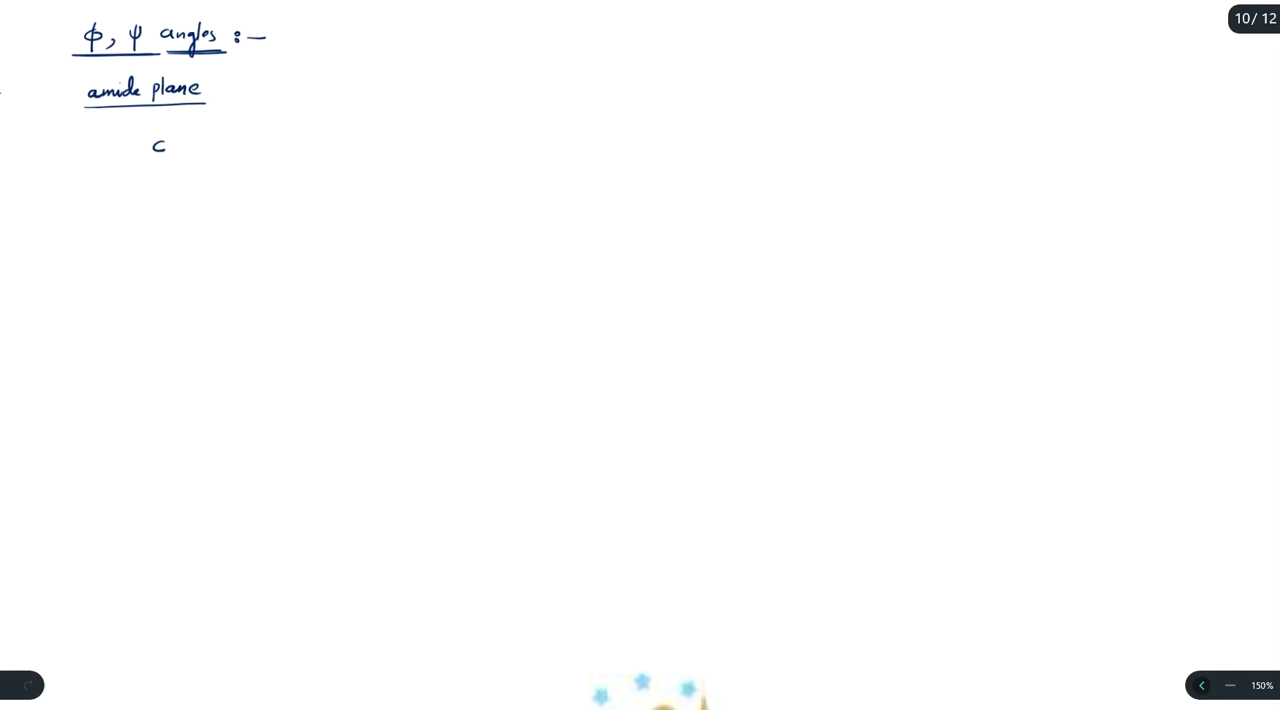 ϕ, ψ angles :-
10/ 12
amide plane
C
150%